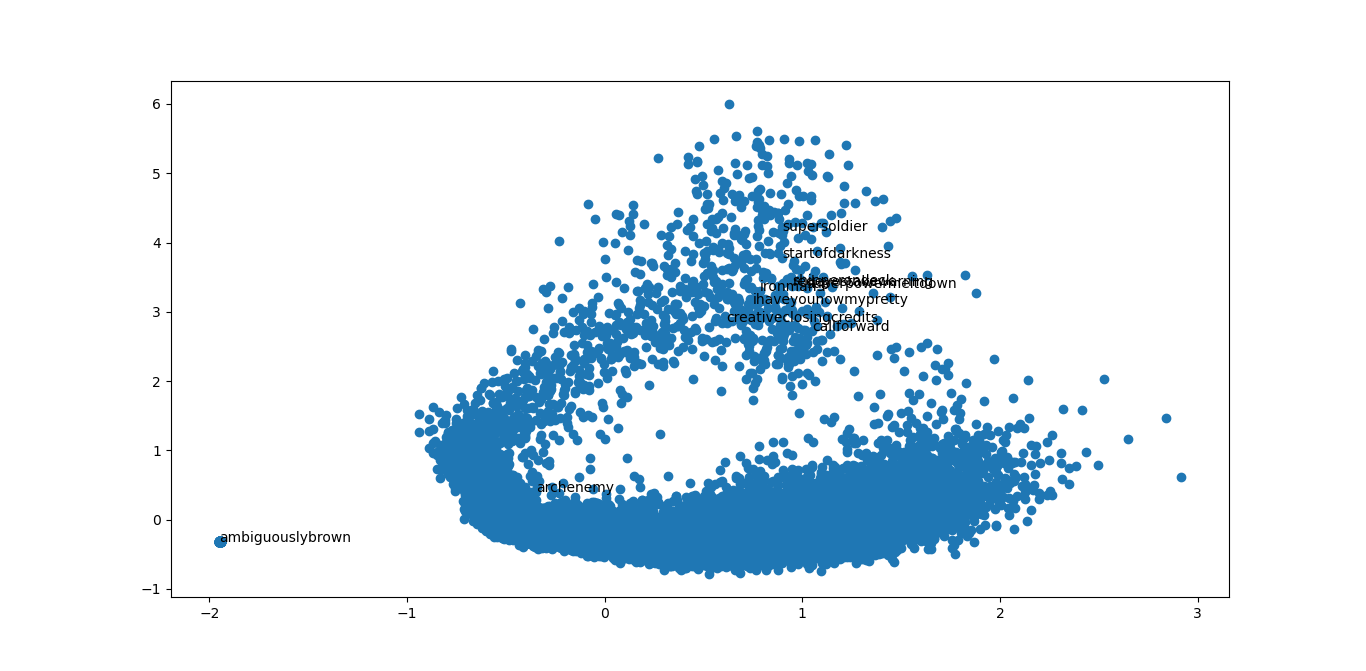 6
5
4
3
2
1
0
−1
supersoldier
startofdarkness
superpowermeltdown
ihaveyounowmypretty
creativeclosingcredits
callforward
archenemy
ambiguouslybrown
−2
−1
0
1
2
3